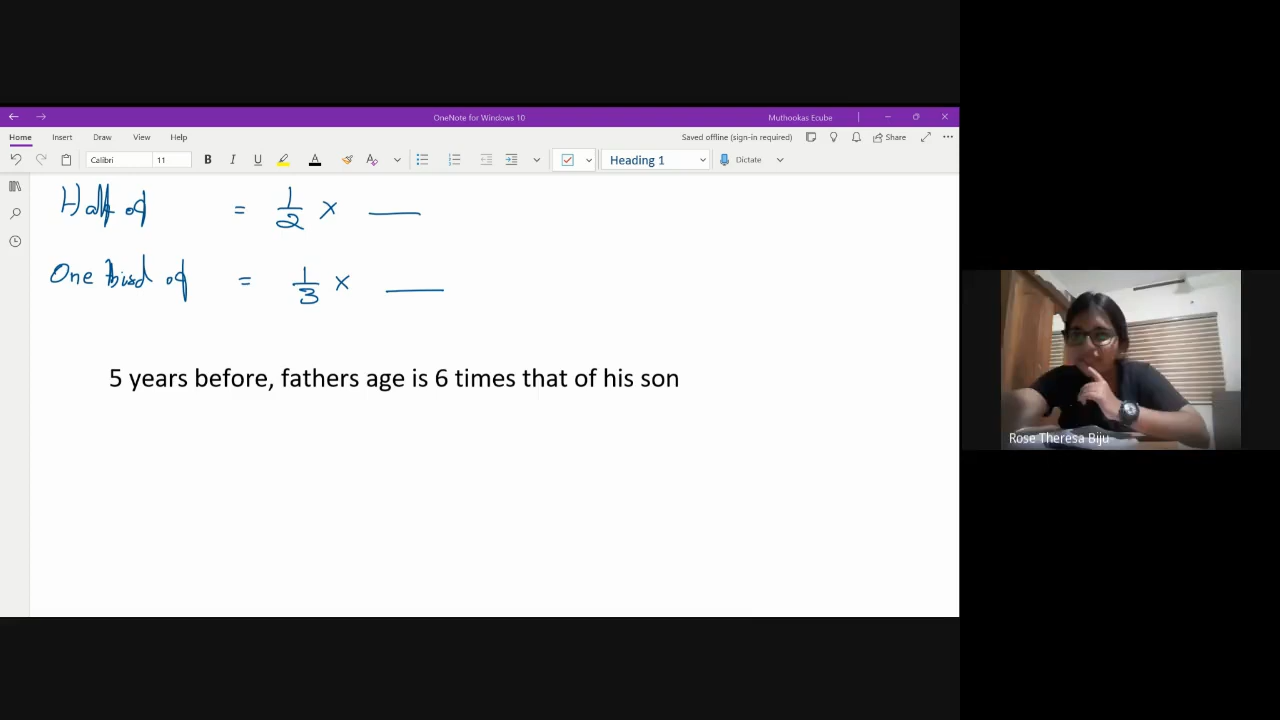 OneNote for Windows 10
Muthookas Ecube
Home Insert Draw View Help
Saved offline (sign-in required)
Share
Calibri 11 B I U A Heading 1 Dictate
Half of = 1/2 × ___
One third of = 1/3 × ___
5 years before, fathers age is 6 times that of his son
Rose Theresa Biju